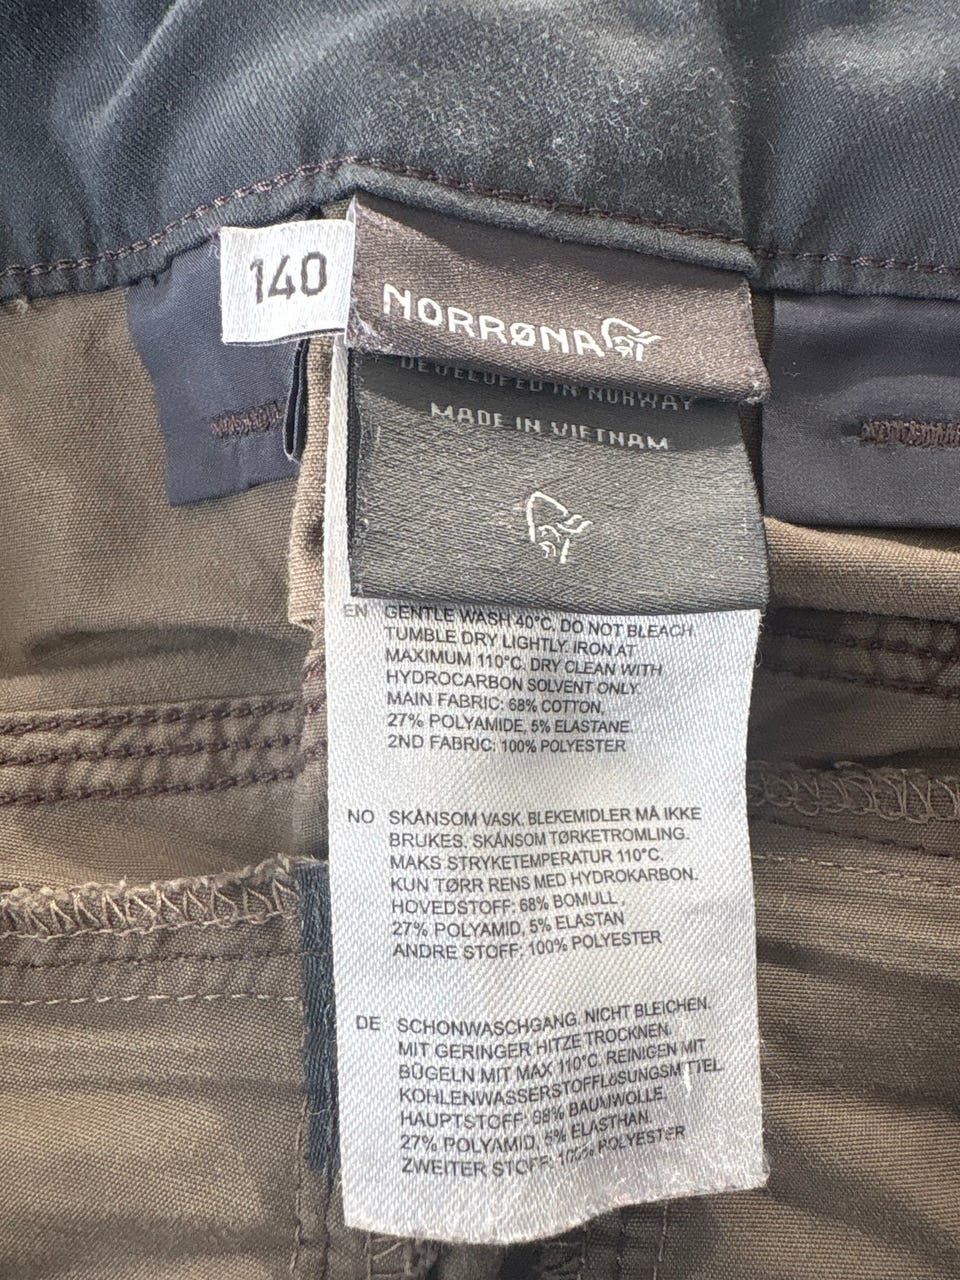 140
NORRØNA
DEVELOPED IN NORWAY
MADE IN VIETNAM
EN GENTLE WASH 40°C. DO NOT BLEACH.
TUMBLE DRY LIGHTLY. IRON AT
MAXIMUM 110°C. DRY CLEAN WITH
HYDROCARBON SOLVENT ONLY.
MAIN FABRIC: 68% COTTON,
27% POLYAMIDE, 5% ELASTANE.
2ND FABRIC: 100% POLYESTER
NO SKÅNSOM VASK. BLEKEMIDLER MÅ IKKE
BRUKES. SKÅNSOM TØRKETROMLING.
MAKS STRYKETEMPERATUR 110°C.
KUN TØRR RENS MED HYDROKARBON.
HOVEDSTOFF: 68% BOMULL ,
27% POLYAMID, 5% ELASTAN
ANDRE STOFF: 100% POLYESTER
DE SCHONWASCHGANG. NICHT BLEICHEN.
MIT GERINGER HITZE TROCKNEN.
BÜGELN MIT MAX 110°C. REINIGEN MIT
KOHLENWASSERSTOFFLÖSUNGSMITTEL.
HAUPTSTOFF: 68% BAUMWOLLE,
27% POLYAMID, 5% ELASTHAN.
ZWEITER STOFF: 100% POLYESTER